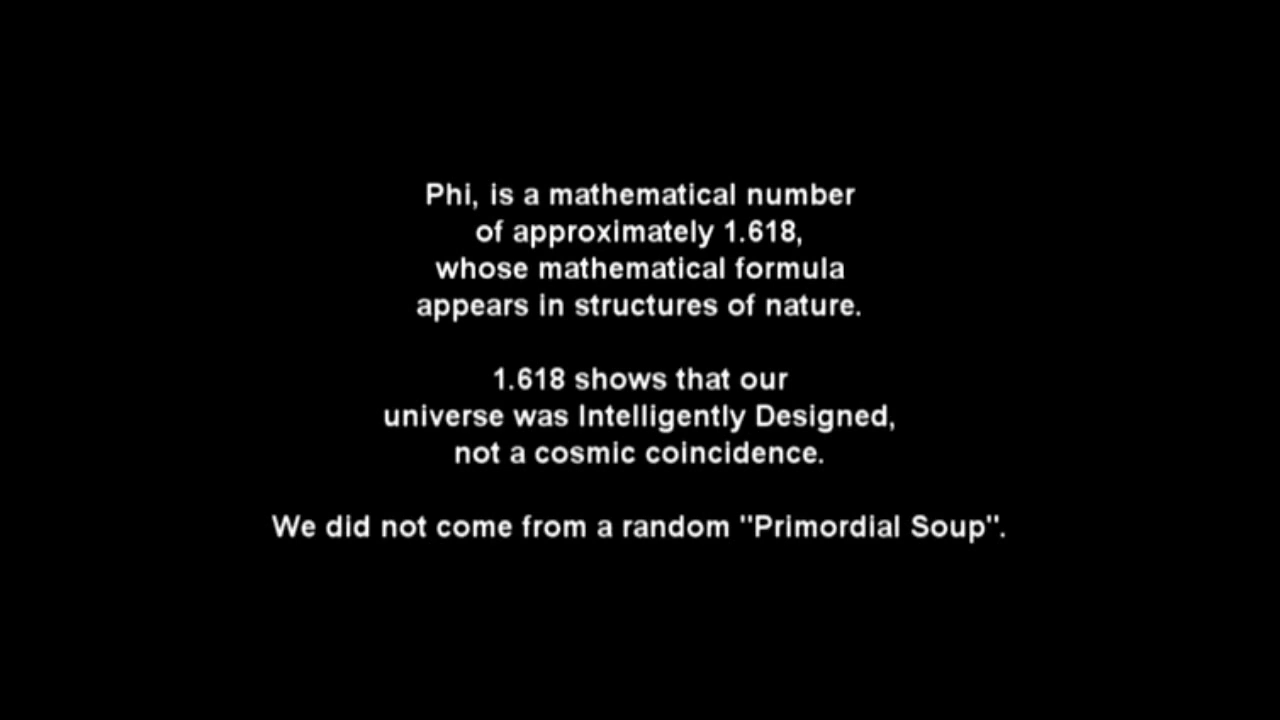 Phi, is a mathematical number
of approximately 1.618,
whose mathematical formula
appears in structures of nature.
1.618 shows that our
universe was Intelligently Designed,
not a cosmic coincidence.
We did not come from a random "Primordial Soup".